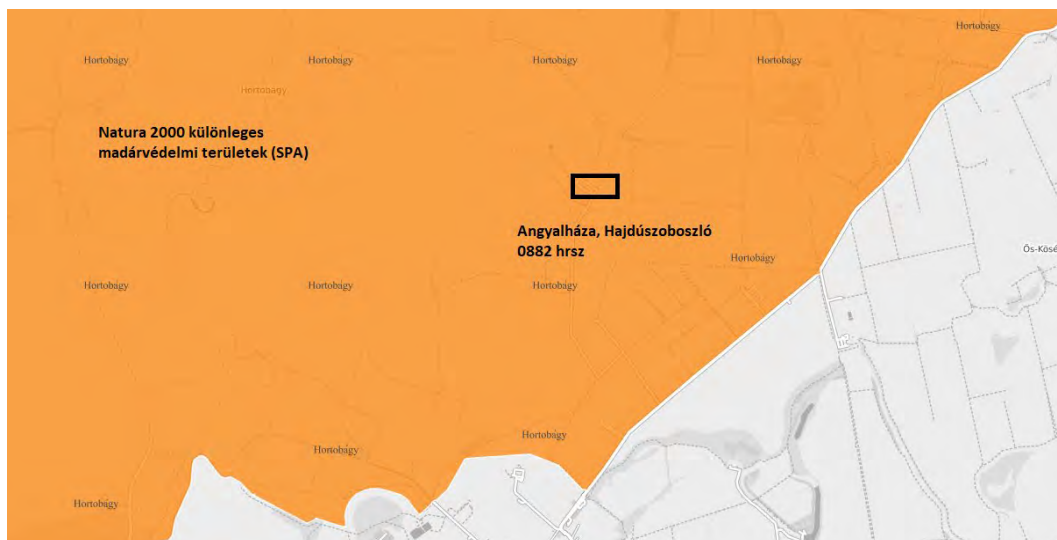 Hortobágy
Hortobágy
Hortobágy
Hortobágy
Hortobágy
Hortobágy
Natura 2000 különleges
madárvédelmi területek (SPA)
Angyalháza, Hajdúszoboszló
0882 hrsz
Hortobágy
Ős-Kösé
Hortobágy
Hortobágy
Hortobágy
Hortobágy
Hortobágy
Hortobágy